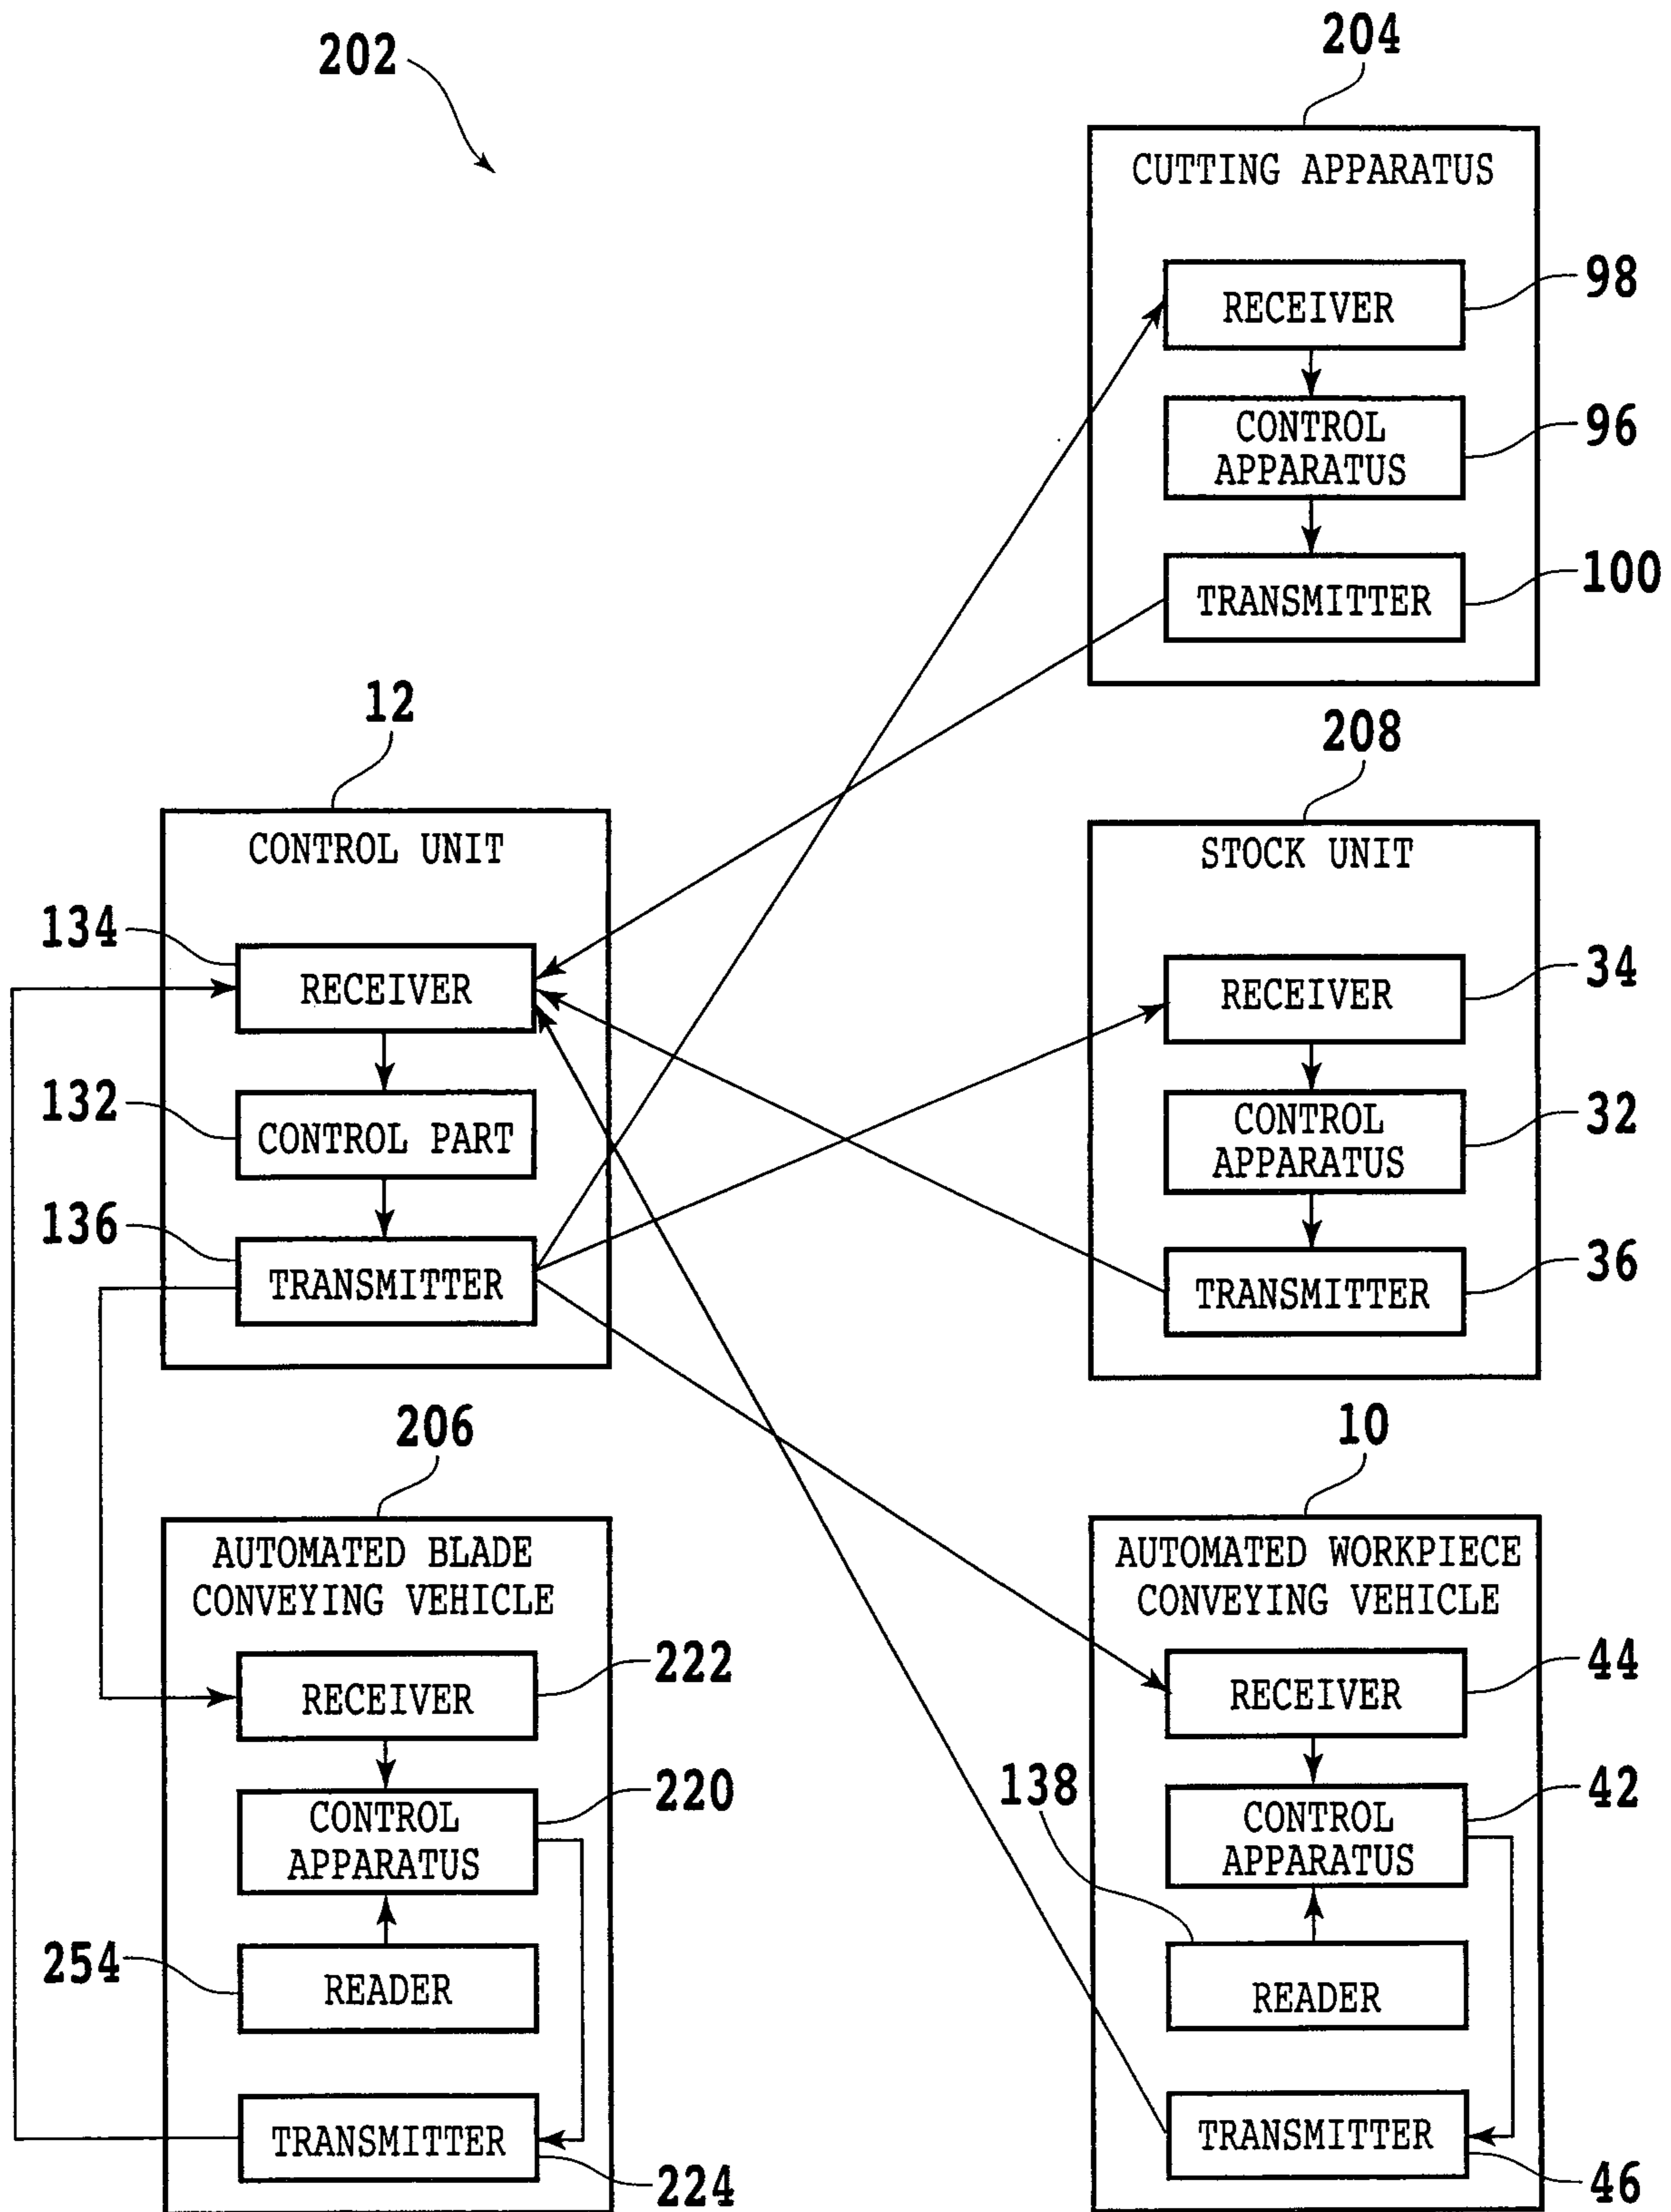 202
204
CUTTING APPARATUS
RECEIVER
98
CONTROL
APPARATUS
96
TRANSMITTER
100
12
CONTROL UNIT
134
RECEIVER
132
CONTROL PART
136
TRANSMITTER
208
STOCK UNIT
RECEIVER
34
CONTROL
APPARATUS
32
TRANSMITTER
36
206
AUTOMATED BLADE
CONVEYING VEHICLE
RECEIVER
222
CONTROL
APPARATUS
220
254
READER
TRANSMITTER
224
10
AUTOMATED WORKPIECE
CONVEYING VEHICLE
RECEIVER
44
138
CONTROL
APPARATUS
42
READER
TRANSMITTER
46